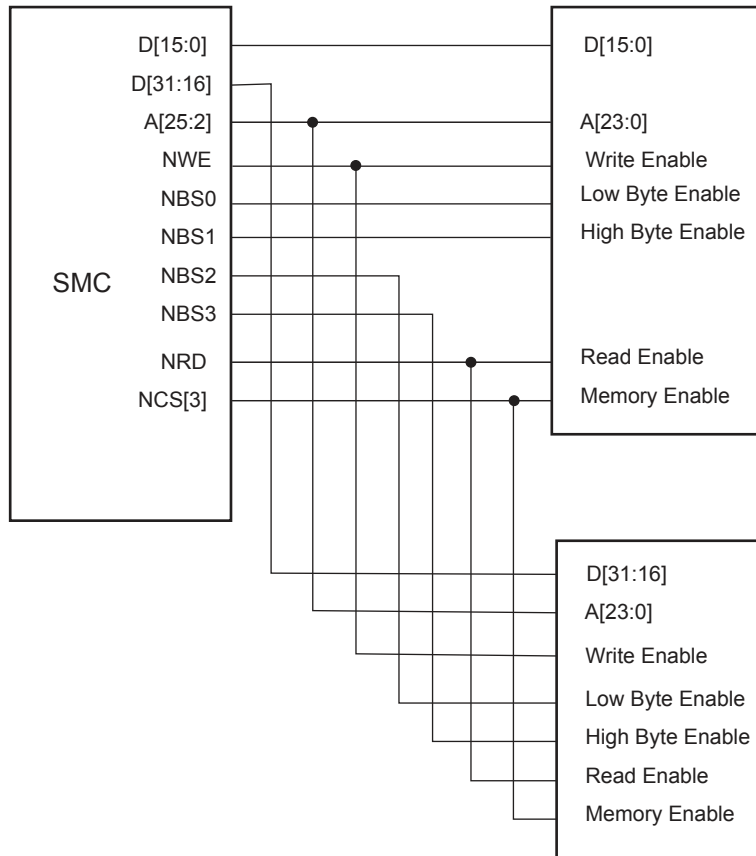 D[15:0]
D[31:16]
A[25:2]
NWE
NBS0
NBS1
NBS2
NBS3
NRD
NCS[3]
SMC
D[15:0]
A[23:0]
Write Enable
Low Byte Enable
High Byte Enable
Read Enable
Memory Enable
D[31:16]
A[23:0]
Write Enable
Low Byte Enable
High Byte Enable
Read Enable
Memory Enable